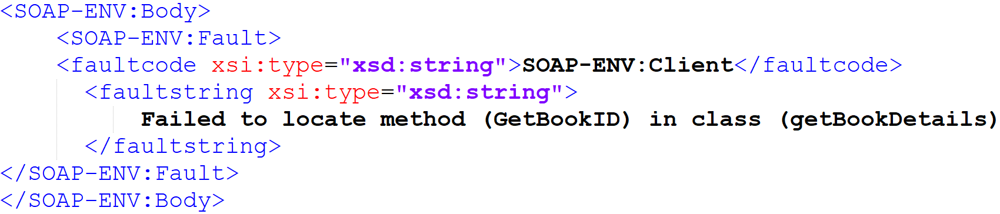 <SOAP-ENV:Body>
<SOAP-ENV:Fault>
<faultcode xsi:type="xsd:string">SOAP-ENV:Client</faultcode>
<faultstring xsi:type="xsd:string">
Failed to locate method (GetBookID) in class (getBookDetails)
</faultstring>
</SOAP-ENV:Fault>
</SOAP-ENV:Body>